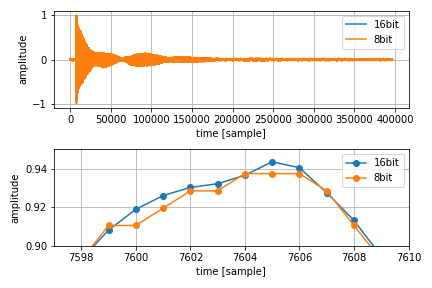 amplitude
1
0
-1
16bit
8bit
0 50000 100000 150000 200000 250000 300000 350000 400000
time [sample]
amplitude
0.94
0.92
0.90
16bit
8bit
7598 7600 7602 7604 7606 7608 7610
time [sample]